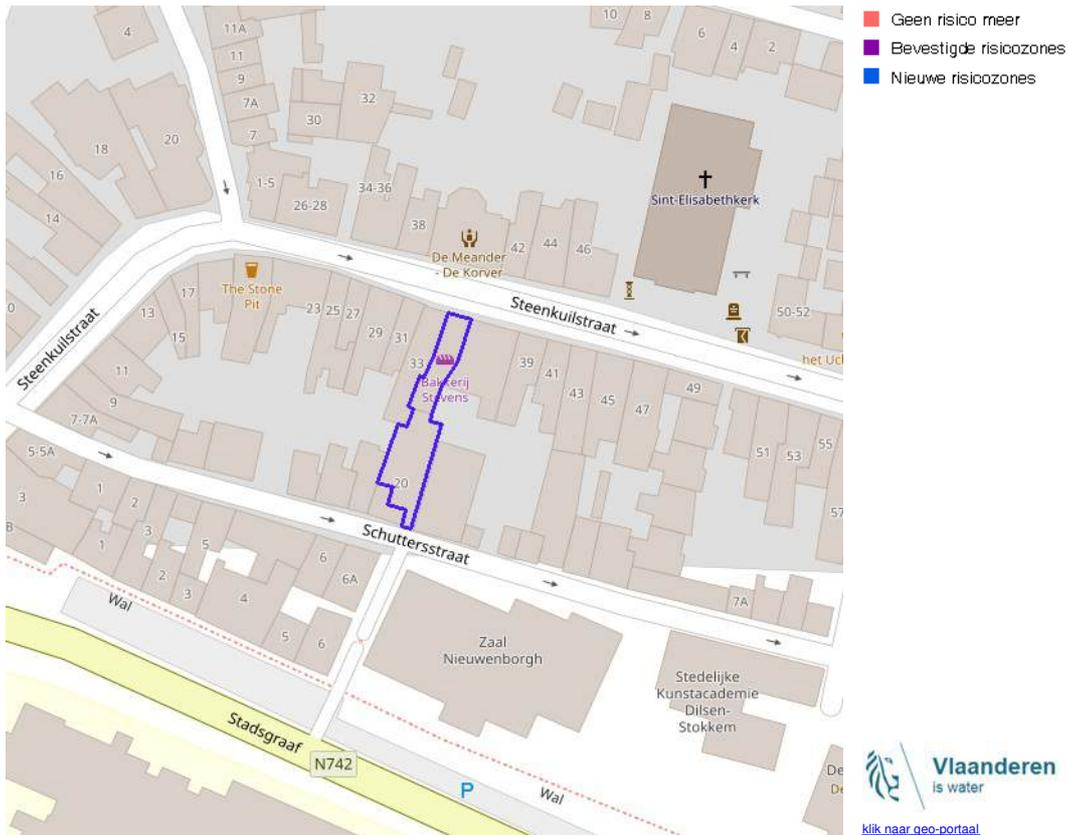 4
11A
11
9
7A
7
10
8
6
4
2
32
30
18
20
16
14
1-5
26-28
34-36
38
De Meander
- De Korver
42
44
46
Sint-Elisabethkerk
The Stone
Pit
Steenkuilstraat
50-52
het Uc
0
Steenkuilstraat
13
17
15
23
25
27
29
31
33
Bakkerij
Stevens
39
41
43
45
47
49
51
53
55
57
11
9
7-7A
5-5A
3
B
1
2
1
3
5
2
3
4
5
6
6
6A
20
Schuttersstraat
7A
Wal
Zaal
Nieuwenborgh
Stedelijke
Kunstacademie
Dilsen-
Stokkem
Stadsgraaf
N742
P
Wal
De
De
Geen risico meer
Bevestigde risicozones
Nieuwe risicozones
Vlaanderen
is water
klik naar geo-portaal